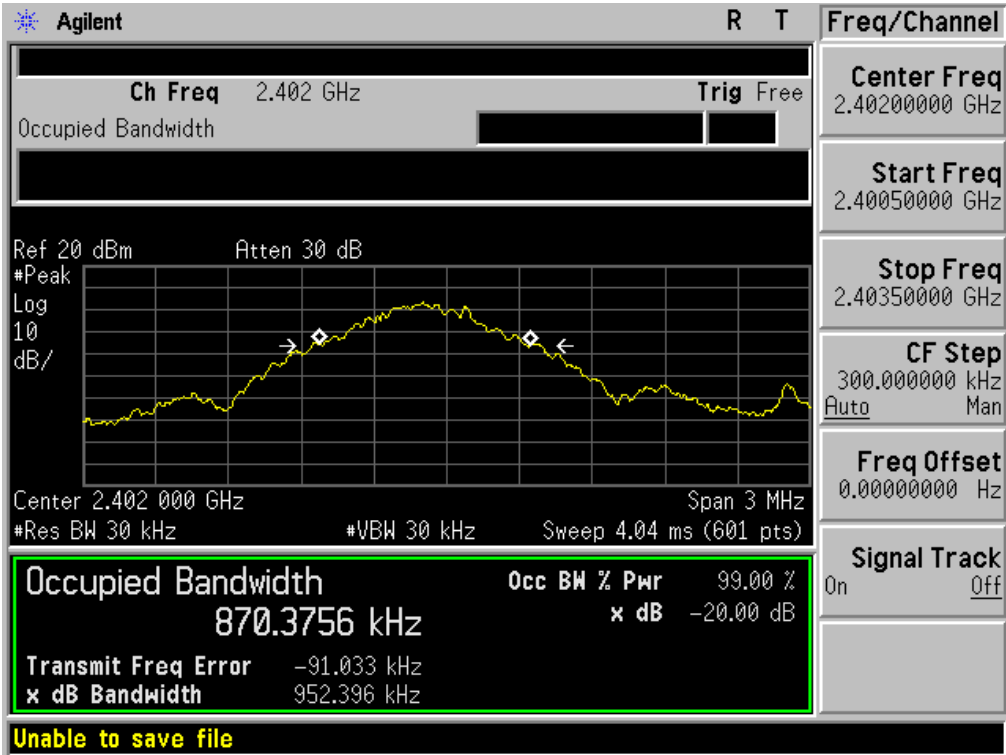 Agilent R T Freq/Channel
Ch Freq 2.402 GHz Trig Free
Occupied Bandwidth
Center Freq
2.40200000 GHz
Start Freq
2.40050000 GHz
Stop Freq
2.40350000 GHz
CF Step
300.000000 kHz
Auto Man
Freq Offset
0.00000000 Hz
Signal Track
On Off
Ref 20 dBm Atten 30 dB
#Peak
Log
10
dB/
Center 2.402 000 GHz Span 3 MHz
#Res BW 30 kHz #VBW 30 kHz Sweep 4.04 ms (601 pts)
Occupied Bandwidth Occ BW % Pwr 99.00 %
870.3756 kHz x dB -20.00 dB
Transmit Freq Error -91.033 kHz
x dB Bandwidth 952.396 kHz
Unable to save file